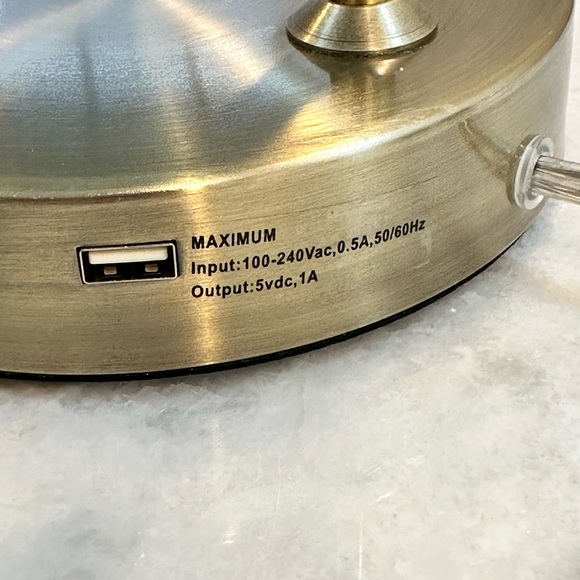 MAXIMUM
Input:100-240Vac,0.5A,50/60Hz
Output:5vdc,1A